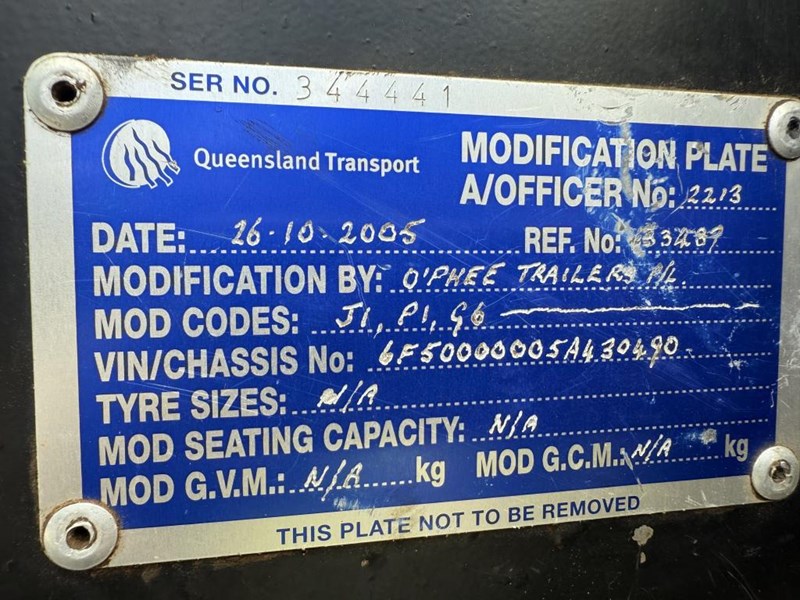 SER NO. 344441
Queensland Transport
MODIFICATION PLATE
A/OFFICER No: 2213
DATE: 26-10-2005 REF. No:
MODIFICATION BY: O'PHEE TRAILERS P/L.
MOD CODES: J1, P1, G6
VIN/CHASSIS No: 6F50000005A430490
TYRE SIZES: N/A
MOD SEATING CAPACITY: N/A
MOD G.V.M.: N/A kg MOD G.C.M.: N/A kg
THIS PLATE NOT TO BE REMOVED